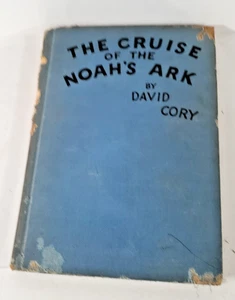 THE CRUISE
OF THE
NOAH'S ARK
BY
DAVID
CORY